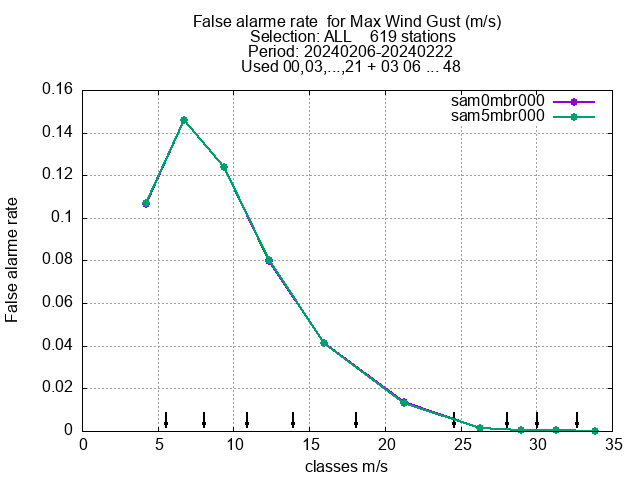 False alarme rate  for Max Wind Gust (m/s)
Selection: ALL    619 stations
Period: 20240206-20240222
Used 00,03,...,21 + 03 06 ... 48
sam0mbr000
sam5mbr000
0.16
0.14
0.12
0.1
0.08
0.06
0.04
0.02
0
False alarme rate
0 5 10 15 20 25 30 35
classes m/s